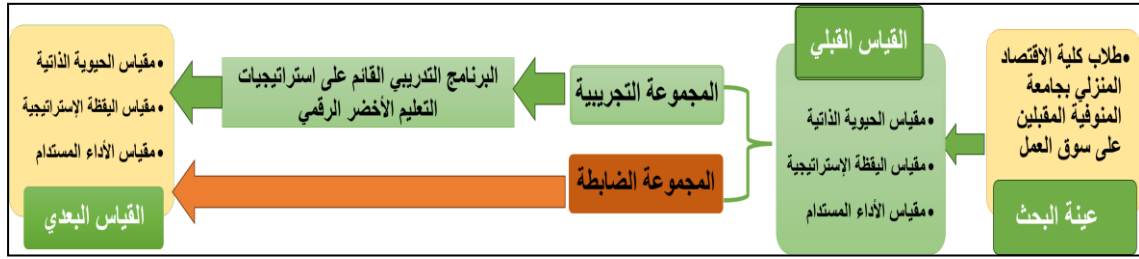 •طلاب كلية الاقتصاد
المنزلي بجامعة
المنوفية المقبلين
على سوق العمل
عينة البحث
القياس القبلي
•مقياس الحيوية الذاتية
•مقياس اليقظة الإستراتيجية
•مقياس الأداء المستدام
المجموعة التجريبية
المجموعة الضابطة
البرنامج التدريبي القائم على استراتيجيات
التعليم الأخضر الرقمي
•مقياس الحيوية الذاتية
•مقياس اليقظة الإستراتيجية
•مقياس الأداء المستدام
القياس البعدي